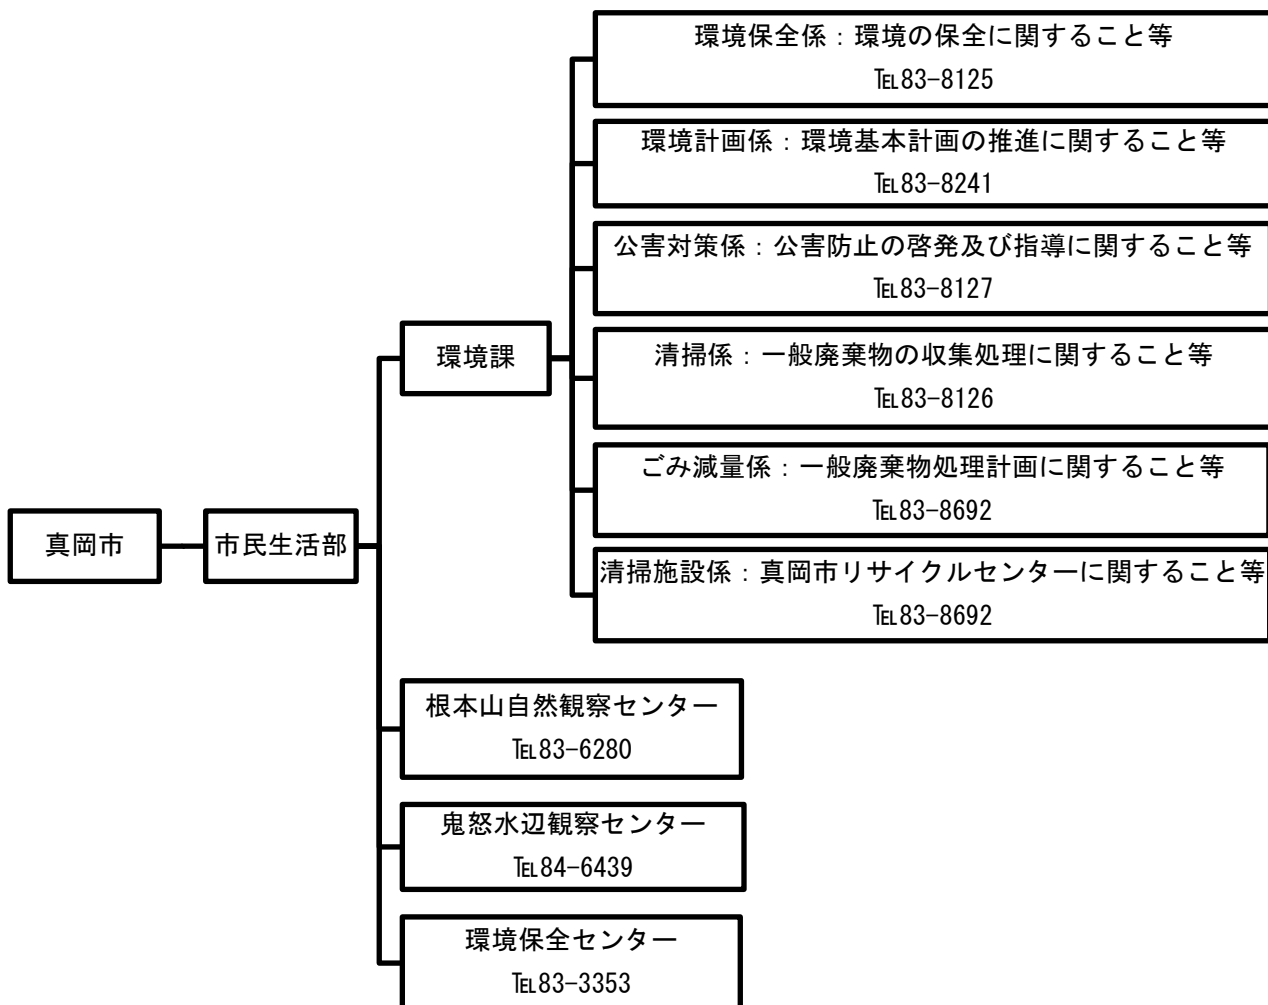 環境保全係：環境の保全に関すること等
℡83-8125
環境計画係：環境基本計画の推進に関すること等
℡83-8241
公害対策係：公害防止の啓発及び指導に関すること等
℡83-8127
環境課
清掃係：一般廃棄物の収集処理に関すること等
℡83-8126
ごみ減量係：一般廃棄物処理計画に関すること等
℡83-8692
真岡市
市民生活部
清掃施設係：真岡市リサイクルセンターに関すること等
℡83-8692
根本山自然観察センター
℡83-6280
鬼怒水辺観察センター
℡84-6439
環境保全センター
℡83-3353